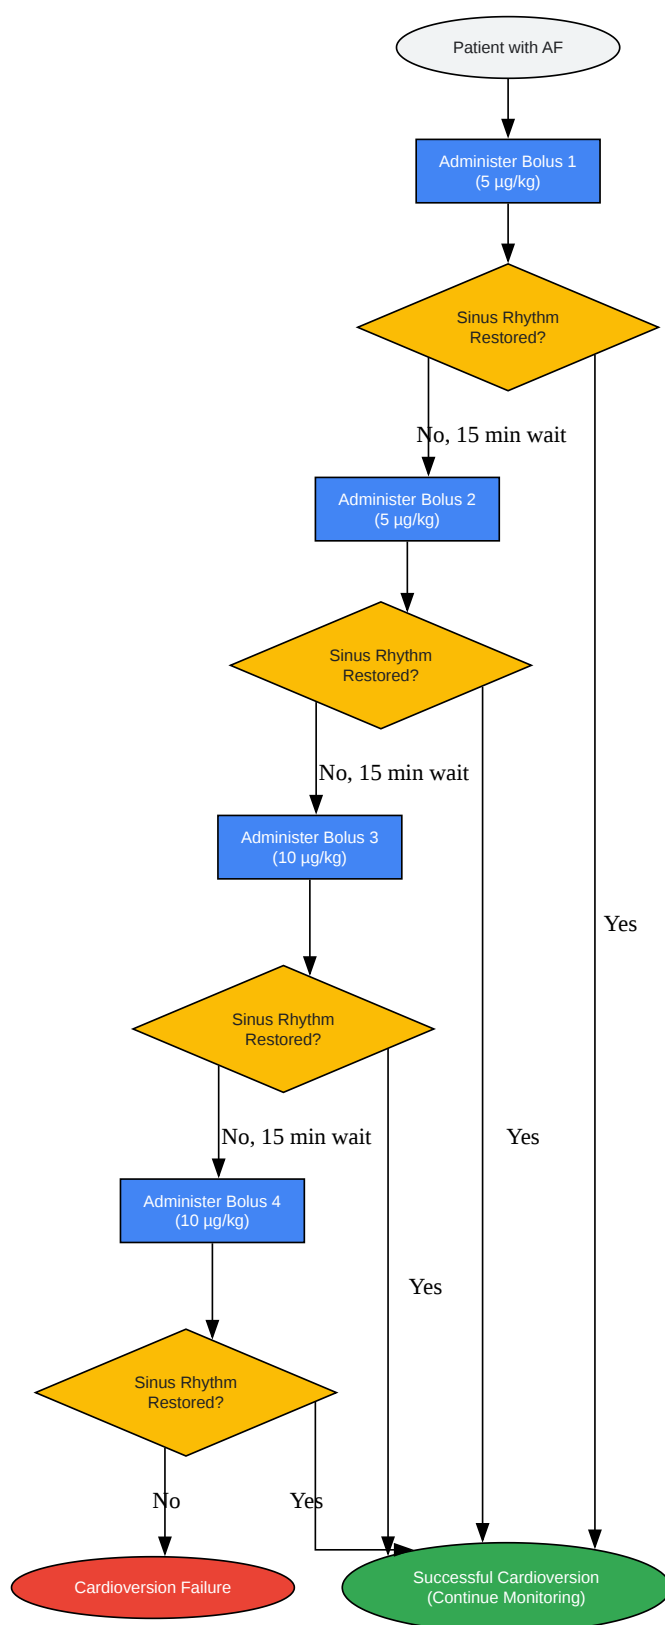 Patient with AF
Administer Bolus 1
(5 µg/kg)
Sinus Rhythm
Restored?
No, 15 min wait
Administer Bolus 2
(5 µg/kg)
Sinus Rhythm
Restored?
No, 15 min wait
Administer Bolus 3
(10 µg/kg)
Yes
Sinus Rhythm
Restored?
No, 15 min wait
Yes
Administer Bolus 4
(10 µg/kg)
Yes
Sinus Rhythm
Restored?
No
Yes
Cardioversion Failure
Successful Cardioversion
(Continue Monitoring)